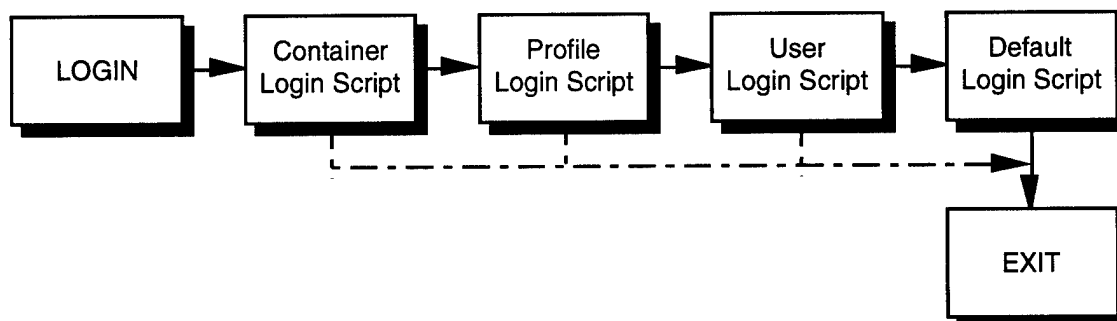 LOGIN
Container
Login Script
Profile
Login Script
User
Login Script
Default
Login Script
EXIT